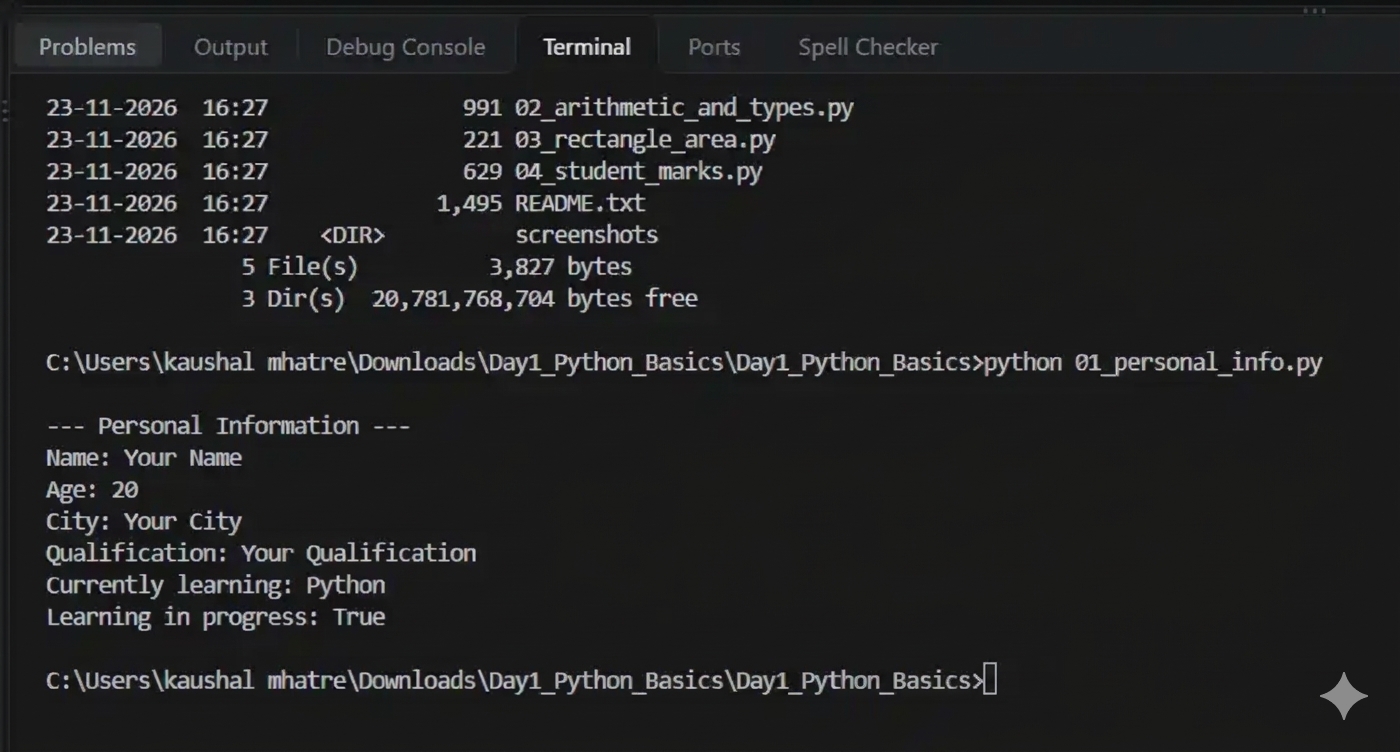 Problems Output Debug Console Terminal Ports Spell Checker
23-11-2026  16:27               991 02_arithmetic_and_types.py
23-11-2026  16:27               221 03_rectangle_area.py
23-11-2026  16:27               629 04_student_marks.py
23-11-2026  16:27             1,495 README.txt
23-11-2026  16:27    <DIR>          screenshots
               5 File(s)          3,827 bytes
               3 Dir(s)  20,781,768,704 bytes free
C:\Users\kaushal mhatre\Downloads\Day1_Python_Basics\Day1_Python_Basics>python 01_personal_info.py
--- Personal Information ---
Name: Your Name
Age: 20
City: Your City
Qualification: Your Qualification
Currently learning: Python
Learning in progress: True
C:\Users\kaushal mhatre\Downloads\Day1_Python_Basics\Day1_Python_Basics>